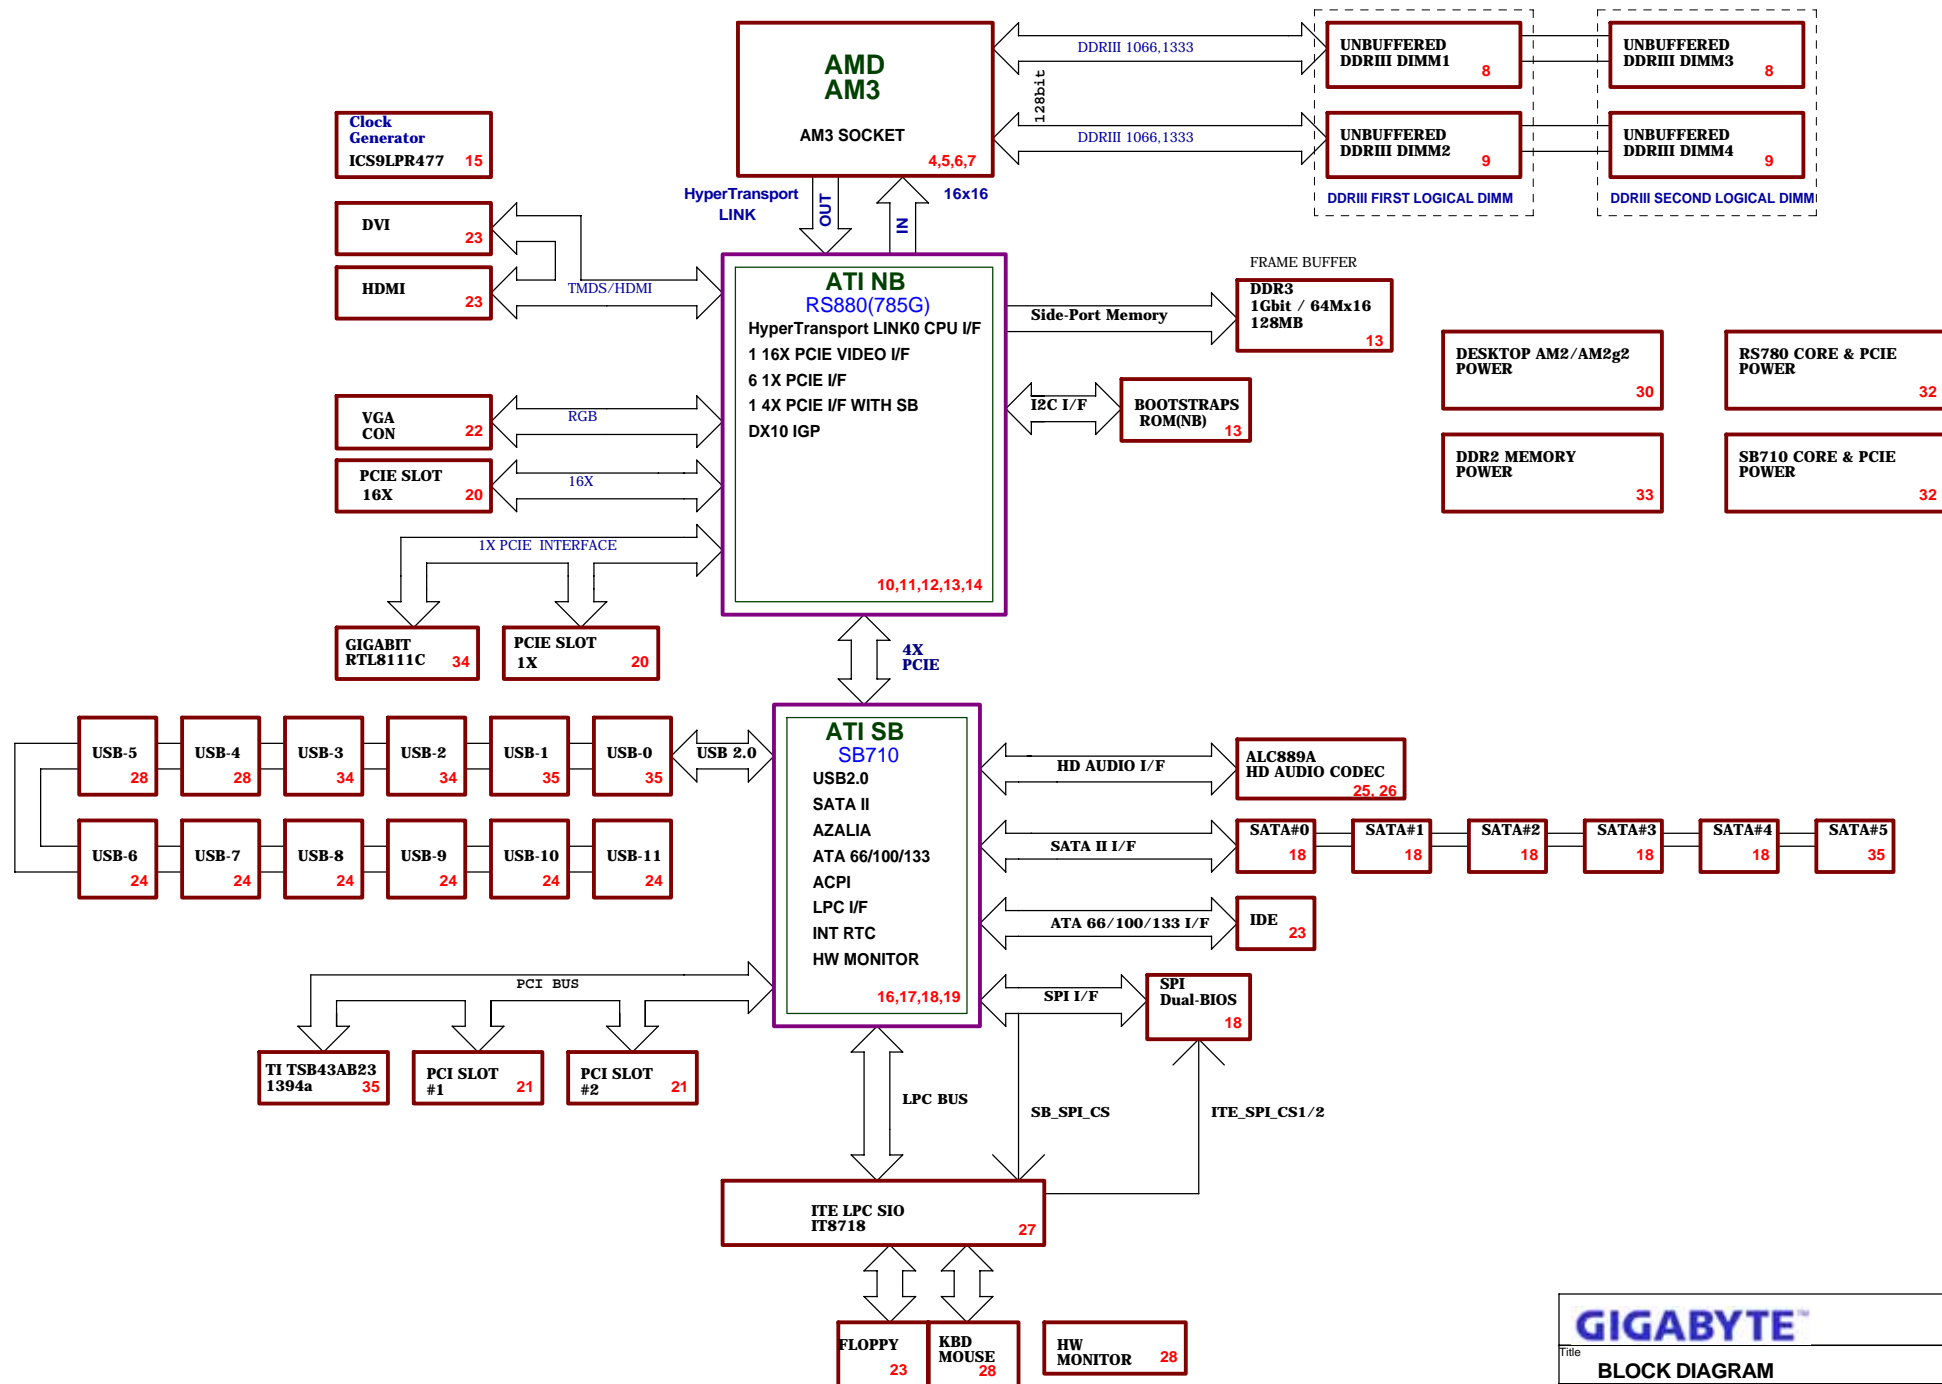 AMD
AM3
AM3 SOCKET
4,5,6,7
DDRIII 1066,1333
128bit
DDRIII 1066,1333
UNBUFFERED
DDRIII DIMM1
8
UNBUFFERED
DDRIII DIMM3
8
UNBUFFERED
DDRIII DIMM2
9
UNBUFFERED
DDRIII DIMM4
9
DDRIII FIRST LOGICAL DIMM
DDRIII SECOND LOGICAL DIMM
Clock
Generator
ICS9LPR477 15
HyperTransport
LINK
OUT
IN
16x16
DVI
23
HDMI
23
TMDS/HDMI
VGA
CON
22
RGB
PCIE SLOT
16X
20
16X
1X PCIE INTERFACE
GIGABIT
RTL8111C 34
PCIE SLOT
1X
20
ATI NB
RS880(785G)
HyperTransport LINK0 CPU I/F
1 16X PCIE VIDEO I/F
6 1X PCIE I/F
1 4X PCIE I/F WITH SB
DX10 IGP
10,11,12,13,14
Side-Port Memory
FRAME BUFFER
DDR3
1Gbit / 64Mx16
128MB
13
I2C I/F
BOOTSTRAPS
ROM(NB)
13
DESKTOP AM2/AM2g2
POWER
30
RS780 CORE & PCIE
POWER
32
DDR2 MEMORY
POWER
33
SB710 CORE & PCIE
POWER
32
4X
PCIE
USB-5
28
USB-4
28
USB-3
34
USB-2
34
USB-1
35
USB-0
35
USB 2.0
USB-6
24
USB-7
24
USB-8
24
USB-9
24
USB-10
24
USB-11
24
ATI SB
SB710
USB2.0
SATA II
AZALIA
ATA 66/100/133
ACPI
LPC I/F
INT RTC
HW MONITOR
16,17,18,19
HD AUDIO I/F
ALC889A
HD AUDIO CODEC
25, 26
SATA II I/F
SATA#0
18
SATA#1
18
SATA#2
18
SATA#3
18
SATA#4
18
SATA#5
35
ATA 66/100/133 I/F
IDE
23
SPI I/F
SPI
Dual-BIOS
18
PCI BUS
TI TSB43AB23
1394a
35
PCI SLOT
#1
21
PCI SLOT
#2
21
LPC BUS
SB_SPI_CS
ITE_SPI_CS1/2
ITE LPC SIO
IT8718
27
FLOPPY
23
KBD
MOUSE
28
HW
MONITOR
28
GIGABYTE™
Title
BLOCK DIAGRAM